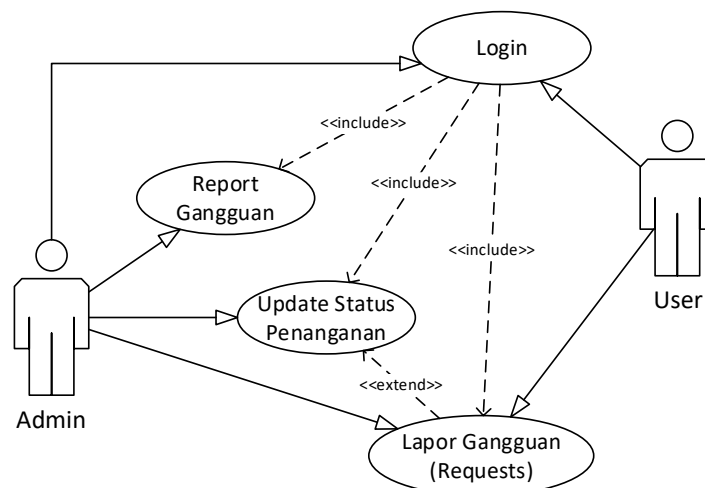 Login
<<include>>
Report
Gangguan
<<include>>
<<include>>
User
Update Status
Penanganan
<<extend>>
Admin
Lapor Gangguan
(Requests)